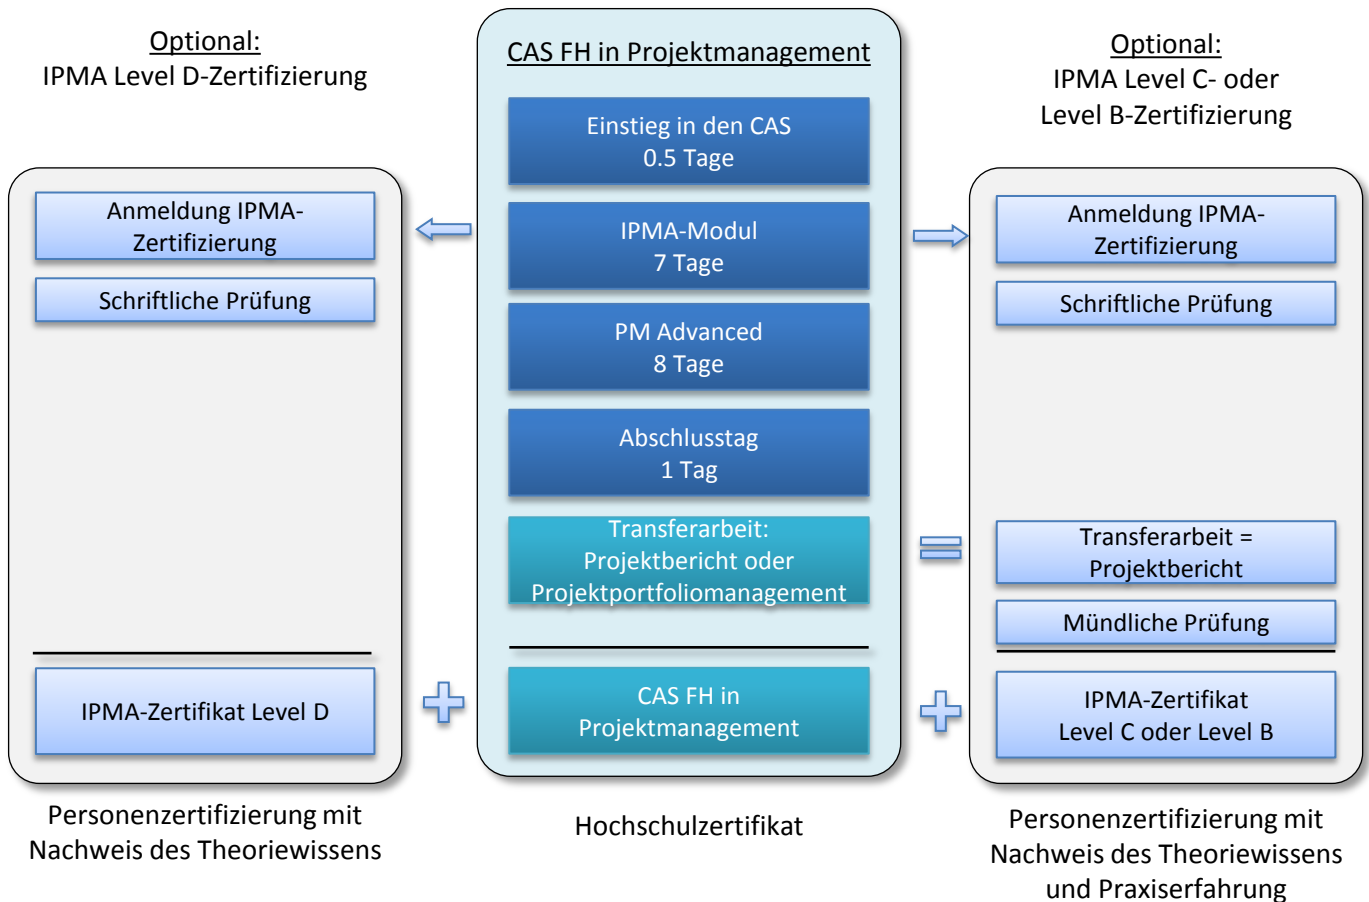 Optional:
IPMA Level D-Zertifizierung
Anmeldung IPMA-
Zertifizierung
Schriftliche Prüfung
IPMA-Zertifikat Level D
Personenzertifizierung mit
Nachweis des Theoriewissens
CAS FH in Projektmanagement
Einstieg in den CAS
0.5 Tage
IPMA-Modul
7 Tage
PM Advanced
8 Tage
Abschlusstag
1 Tag
Transferarbeit:
Projektbericht oder
Projektportfoliomanagement
CAS FH in
Projektmanagement
Hochschulzertifikat
Optional:
IPMA Level C- oder
Level B-Zertifizierung
Anmeldung IPMA-
Zertifizierung
Schriftliche Prüfung
Transferarbeit =
Projektbericht
Mündliche Prüfung
IPMA-Zertifikat
Level C oder Level B
Personenzertifizierung mit
Nachweis des Theoriewissens
und Praxiserfahrung